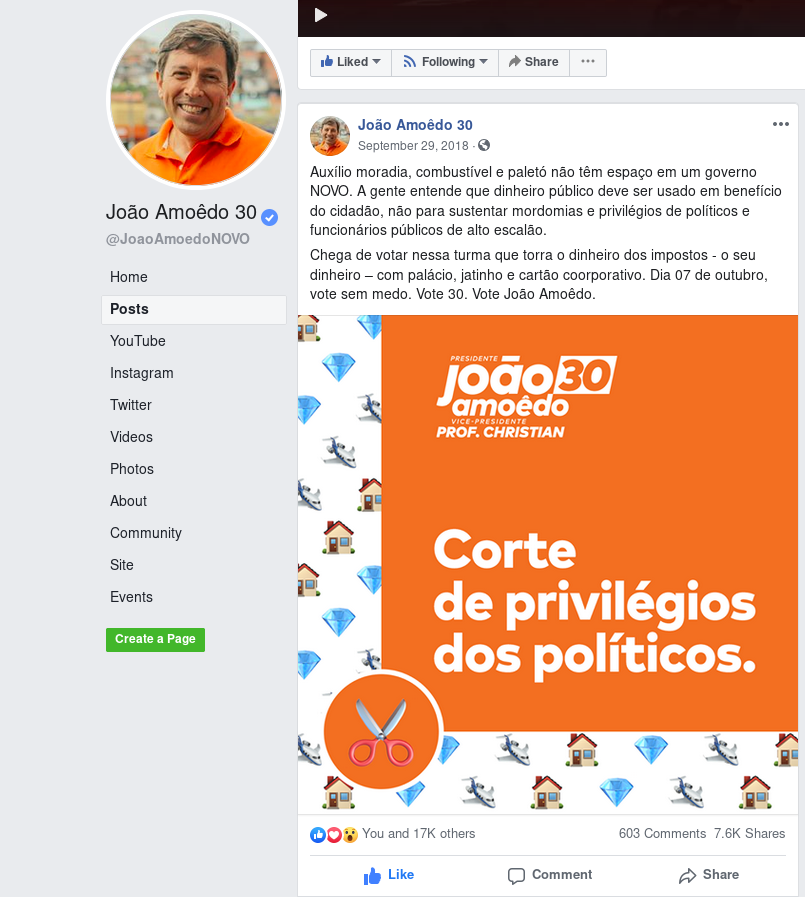 Liked
Following
Share
João Amoêdo 30
@JoaoAmoedoNOVO
Home
Posts
YouTube
Instagram
Twitter
Videos
Photos
About
Community
Site
Events
Create a Page
João Amoêdo 30
September 29, 2018 ·
Auxílio moradia, combustível e paletó não têm espaço em um governo
NOVO. A gente entende que dinheiro público deve ser usado em benefício
do cidadão, não para sustentar mordomias e privilégios de políticos e
funcionários públicos de alto escalão.
Chega de votar nessa turma que torra o dinheiro dos impostos - o seu
dinheiro – com palácio, jatinho e cartão coorporativo. Dia 07 de outubro,
vote sem medo. Vote 30. Vote João Amoêdo.
PRESIDENTE
joão 30
amoêdo
VICE-PRESIDENTE
PROF. CHRISTIAN
Corte
de privilégios
dos políticos.
You and 17K others
603 Comments 7.6K Shares
Like
Comment
Share